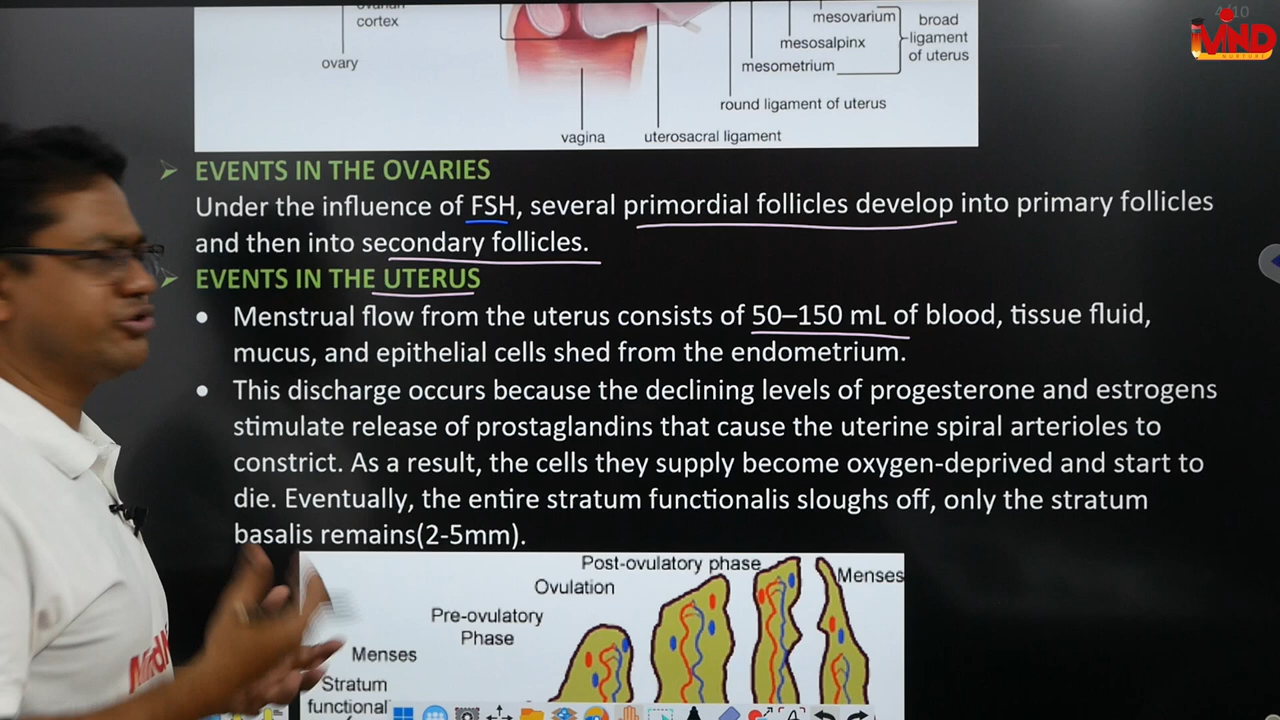 ovarian
cortex
ovary
vagina
uterosacral ligament
round ligament of uterus
mesometrium
mesosalpinx
mesovarium
broad
ligament
of uterus
4/10
MIND
NURTURE
EVENTS IN THE OVARIES
Under the influence of FSH, several primordial follicles develop into primary follicles
and then into secondary follicles.
EVENTS IN THE UTERUS
• Menstrual flow from the uterus consists of 50–150 mL of blood, tissue fluid,
mucus, and epithelial cells shed from the endometrium.
• This discharge occurs because the declining levels of progesterone and estrogens
stimulate release of prostaglandins that cause the uterine spiral arterioles to
constrict. As a result, the cells they supply become oxygen-deprived and start to
die. Eventually, the entire stratum functionalis sloughs off, only the stratum
basalis remains(2-5mm).
Post-ovulatory phase
Menses
Ovulation
Pre-ovulatory
Phase
Menses
Stratum
functional